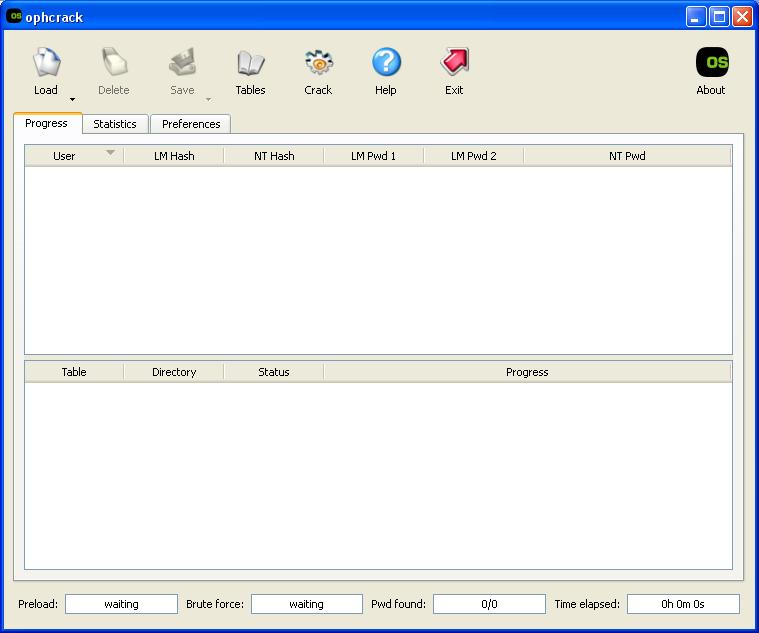 OS ophcrack
OS
Load Delete Save Tables Crack Help Exit About
Progress Statistics Preferences
User LM Hash NT Hash LM Pwd 1 LM Pwd 2 NT Pwd
Table Directory Status Progress
Preload: waiting Brute force: waiting Pwd found: 0/0 Time elapsed: 0h 0m 0s